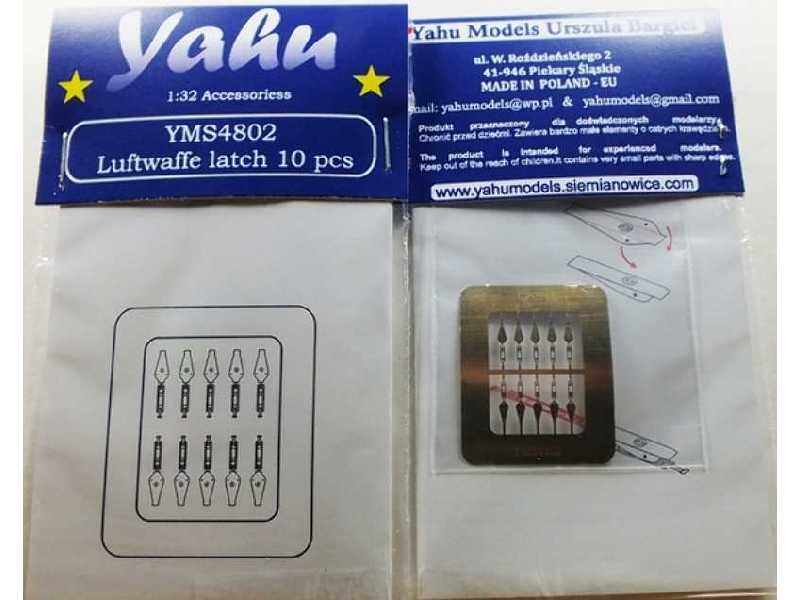 Yahu
1:32 Accessoriess
YMS4802
Luftwaffe latch 10 pcs
Yahu Models Urszula Bargiel
ul. W. Roździeńskiego 2
41-946 Piekary Śląskie
MADE IN POLAND - EU
mail: yahumodels@wp.pl & yahumodels@gmail.com
Produkt przeznaczony dla doświadczonych modelarzy.
Chronić przed dziećmi. Zawiera bardzo małe elementy o ostrych krawędziach.
The product is intended for experienced modelers.
Keep out of the reach of children.It contains very small parts with sharp edges.
www.yahumodels.siemianowice.com